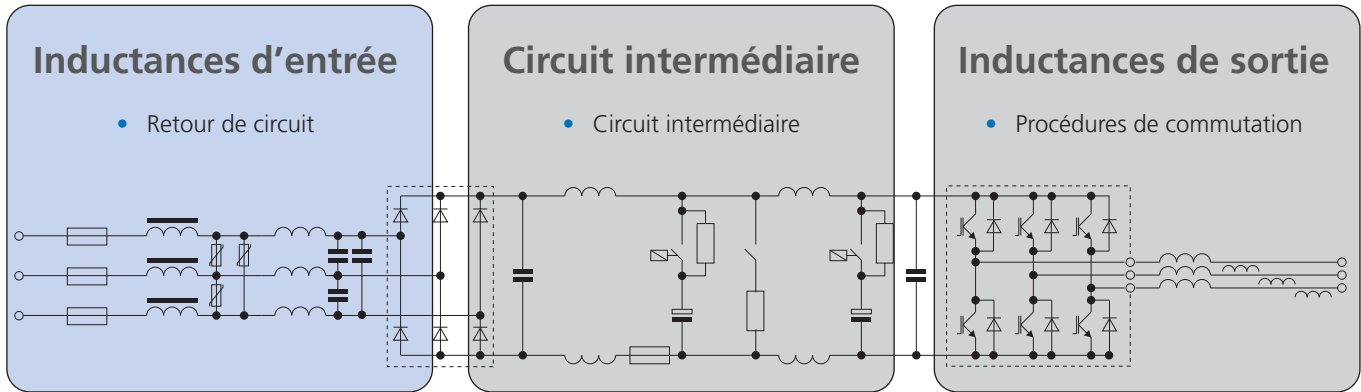 Inductances d’entrée
• Retour de circuit
Circuit intermédiaire
• Circuit intermédiaire
Inductances de sortie
• Procédures de commutation